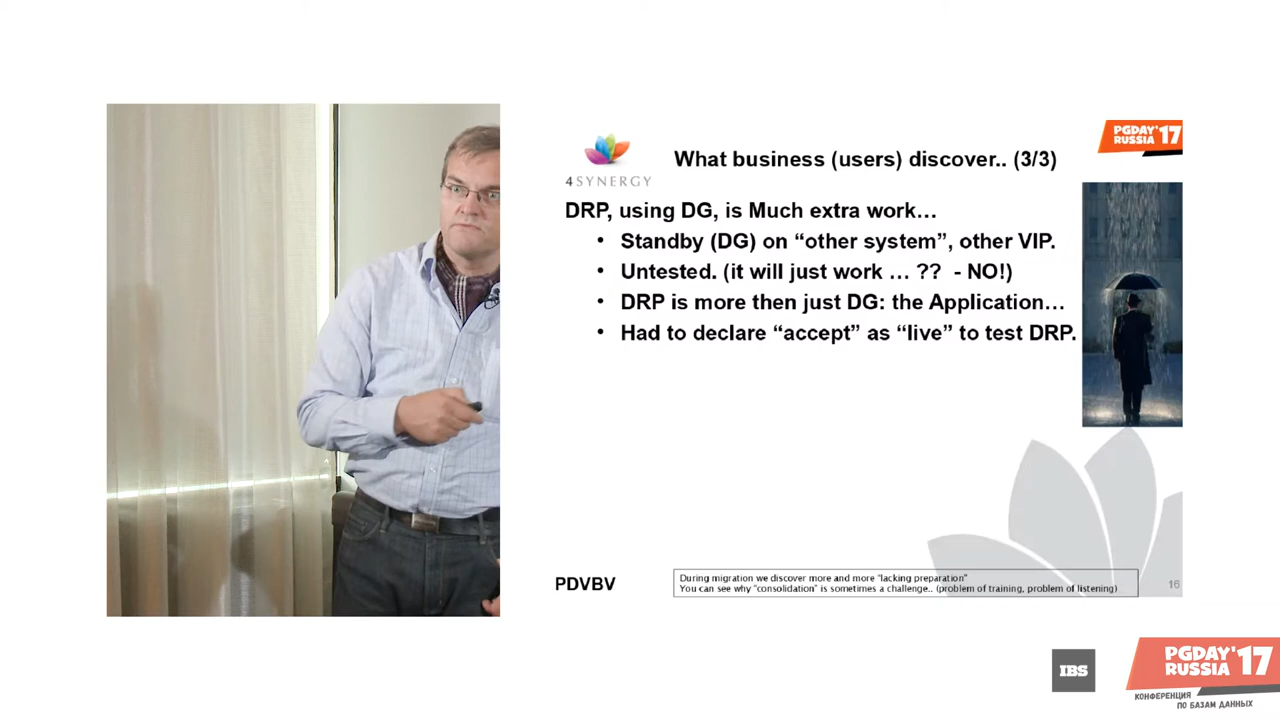 PGDAY'17
RUSSIA
4SYNERGY
What business (users) discover.. (3/3)
DRP, using DG, is Much extra work…
• Standby (DG) on “other system”, other VIP.
• Untested. (it will just work … ?? - NO!)
• DRP is more then just DG: the Application…
• Had to declare “accept” as “live” to test DRP.
PDVBV
During migration we discover more and more “lacking preparation”
You can see why “consolidation” is sometimes a challenge.. (problem of training, problem of listening)
16
IBS
PGDAY'17
RUSSIA
КОНФЕРЕНЦИЯ
ПО БАЗАМ ДАННЫХ